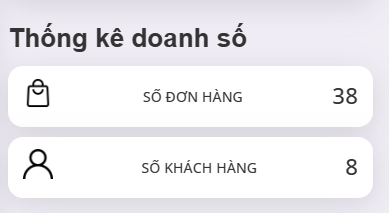 Thống kê doanh số
SỐ ĐƠN HÀNG 38
SỐ KHÁCH HÀNG 8